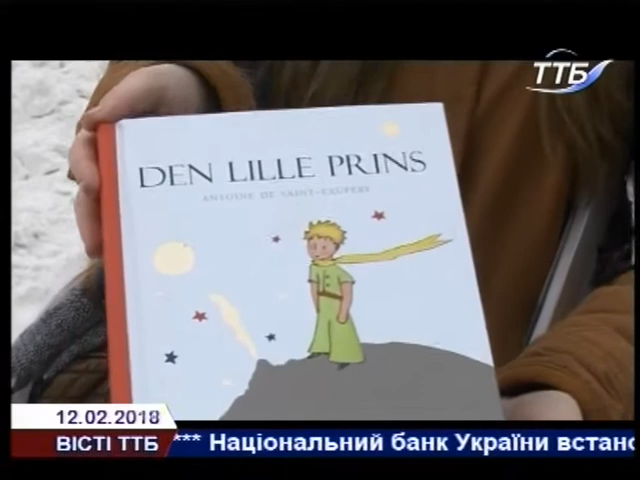 ТТБ
DEN LILLE PRINS
ANTOINE DE SAINT-EXUPÉRY
12.02.2018
ВІСТІ ТТБ
*** Національний банк України встано